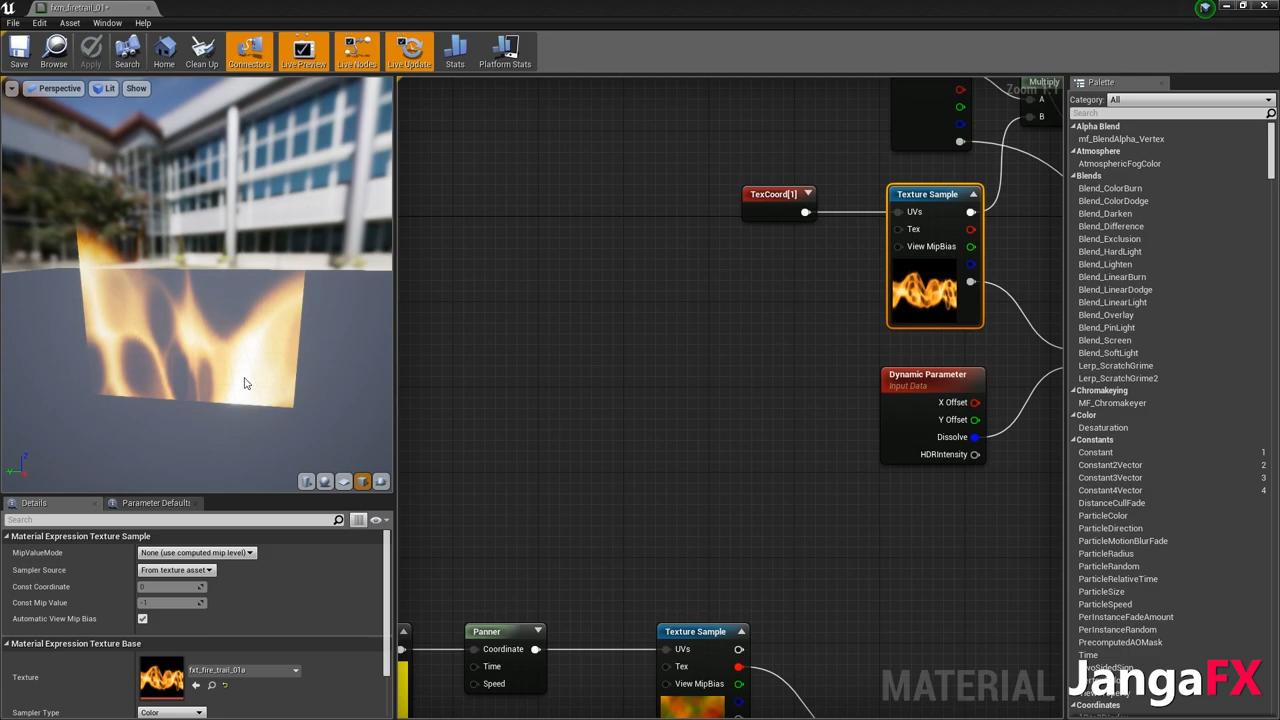 fxm_firetrail_01*
File Edit Asset Window Help
Save Browse Apply Search Home Clean Up Connectors Live Preview Live Nodes Live Update Stats Platform Stats
Perspective Lit Show
Multiply
Zoom 1:1
A
B
TexCoord[1]
Texture Sample
UVs
Tex
View MipBias
Dynamic Parameter
Input Data
X Offset
Y Offset
Dissolve
HDRIntensity
Panner
Coordinate
Time
Speed
Texture Sample
UVs
Tex
View MipBias
MATERIAL
Details
Parameter Default
Search
Material Expression Texture Sample
MipValueMode None (use computed mip level)
Sampler Source From texture asset
Const Coordinate 0
Const Mip Value -1
Automatic View Mip Bias
Material Expression Texture Base
Texture fxt_fire_trail_01a
Sampler Type Color
Palette
Category: All
Search
Alpha Blend
mf_BlendAlpha_Vertex
Atmosphere
AtmosphericFogColor
Blends
Blend_ColorBurn
Blend_ColorDodge
Blend_Darken
Blend_Difference
Blend_Exclusion
Blend_HardLight
Blend_Lighten
Blend_LinearBurn
Blend_LinearDodge
Blend_LinearLight
Blend_Overlay
Blend_PinLight
Blend_Screen
Blend_SoftLight
Lerp_ScratchGrime
Lerp_ScratchGrime2
Chromakeying
MF_Chromakeyer
Color
Desaturation
Constants
Constant 1
Constant2Vector 2
Constant3Vector 3
Constant4Vector 4
DistanceCullFade
ParticleColor
ParticleDirection
ParticleMotionBlurFade
ParticleRadius
ParticleRandom
ParticleRelativeTime
ParticleSize
ParticleSpeed
PerInstanceFadeAmount
PerInstanceRandom
PrecomputedAOMask
Time
Coordinates
JangaFX